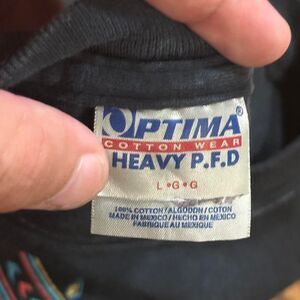 OPTIMA®
COTTON WEAR
HEAVY P.F.D
L•G•G
100% COTTON/ALGODON/COTON
MADE IN MEXICO/HECHO EN MEXICO
FABRIQUE AU MEXIQUE